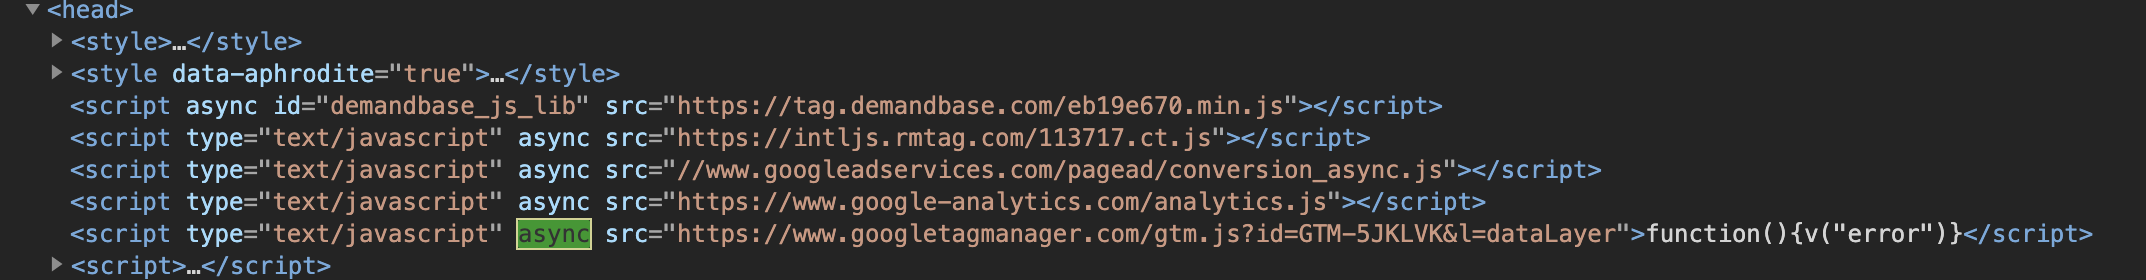 <head>
<style>…</style>
<style data-aphrodite="true">…</style>
<script async id="demandbase_js_lib" src="https://tag.demandbase.com/eb19e670.min.js"></script>
<script type="text/javascript" async src="https://intljs.rmtag.com/113717.ct.js"></script>
<script type="text/javascript" async src="//www.googleadservices.com/pagead/conversion_async.js"></script>
<script type="text/javascript" async src="https://www.google-analytics.com/analytics.js"></script>
<script type="text/javascript" async src="https://www.googletagmanager.com/gtm.js?id=GTM-5JKLVK&l=dataLayer">function(){v("error")}</script>
<script>…</script>